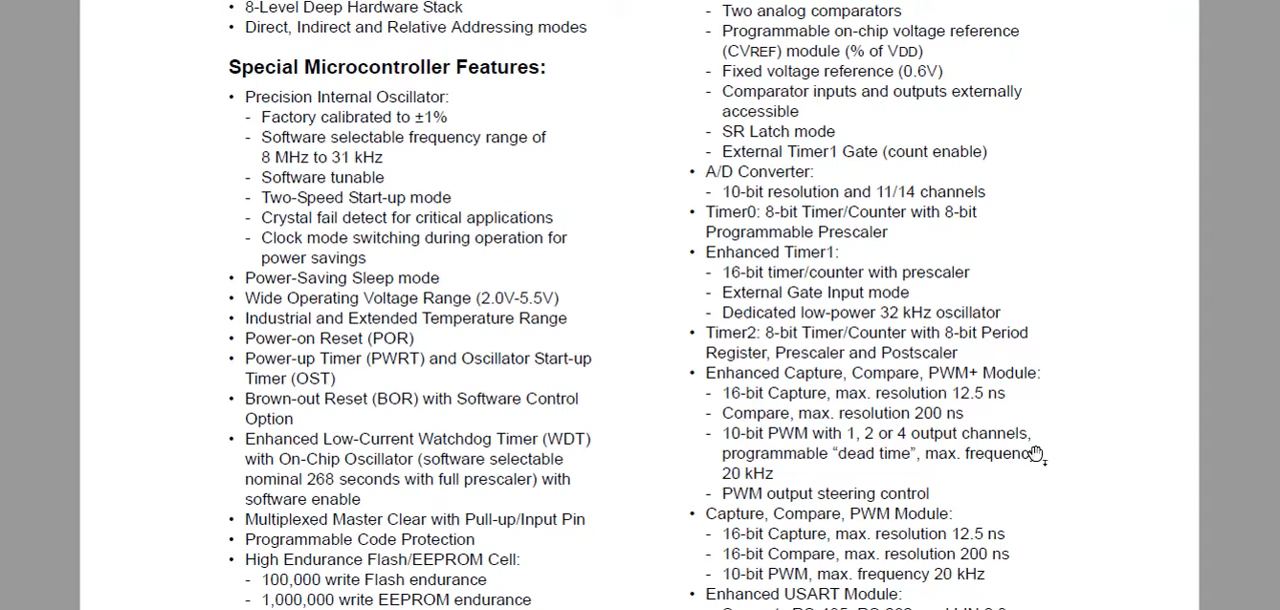 • 8-Level Deep Hardware Stack
• Direct, Indirect and Relative Addressing modes
Special Microcontroller Features:
• Precision Internal Oscillator:
- Factory calibrated to ±1%
- Software selectable frequency range of
8 MHz to 31 kHz
- Software tunable
- Two-Speed Start-up mode
- Crystal fail detect for critical applications
- Clock mode switching during operation for
power savings
• Power-Saving Sleep mode
• Wide Operating Voltage Range (2.0V-5.5V)
• Industrial and Extended Temperature Range
• Power-on Reset (POR)
• Power-up Timer (PWRT) and Oscillator Start-up
Timer (OST)
• Brown-out Reset (BOR) with Software Control
Option
• Enhanced Low-Current Watchdog Timer (WDT)
with On-Chip Oscillator (software selectable
nominal 268 seconds with full prescaler) with
software enable
• Multiplexed Master Clear with Pull-up/Input Pin
• Programmable Code Protection
• High Endurance Flash/EEPROM Cell:
- 100,000 write Flash endurance
- 1,000,000 write EEPROM endurance
- Two analog comparators
- Programmable on-chip voltage reference
(CVREF) module (% of VDD)
- Fixed voltage reference (0.6V)
- Comparator inputs and outputs externally
accessible
- SR Latch mode
- External Timer1 Gate (count enable)
• A/D Converter:
- 10-bit resolution and 11/14 channels
• Timer0: 8-bit Timer/Counter with 8-bit
Programmable Prescaler
• Enhanced Timer1:
- 16-bit timer/counter with prescaler
- External Gate Input mode
- Dedicated low-power 32 kHz oscillator
• Timer2: 8-bit Timer/Counter with 8-bit Period
Register, Prescaler and Postscaler
• Enhanced Capture, Compare, PWM+ Module:
- 16-bit Capture, max. resolution 12.5 ns
- Compare, max. resolution 200 ns
- 10-bit PWM with 1, 2 or 4 output channels,
programmable “dead time”, max. frequency
20 kHz
- PWM output steering control
• Capture, Compare, PWM Module:
- 16-bit Capture, max. resolution 12.5 ns
- 16-bit Compare, max. resolution 200 ns
- 10-bit PWM, max. frequency 20 kHz
• Enhanced USART Module: